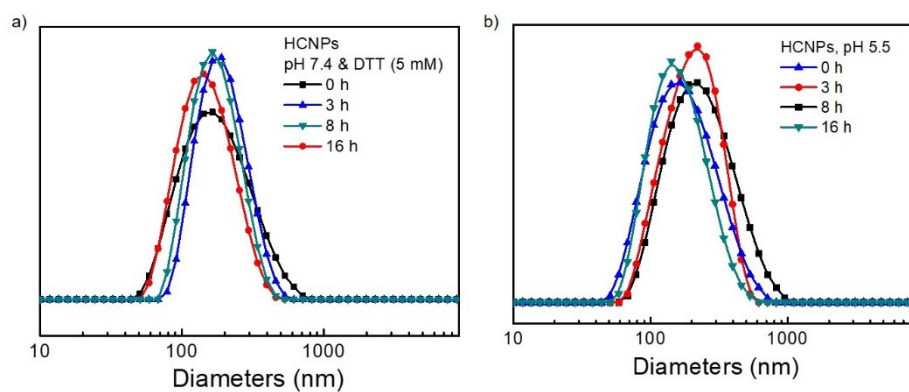 a)
HCNPs
pH 7.4 & DTT (5 mM)
0 h
3 h
8 h
16 h
10
100
1000
Diameters (nm)
b)
HCNPs, pH 5.5
0 h
3 h
8 h
16 h
10
100
1000
Diameters (nm)